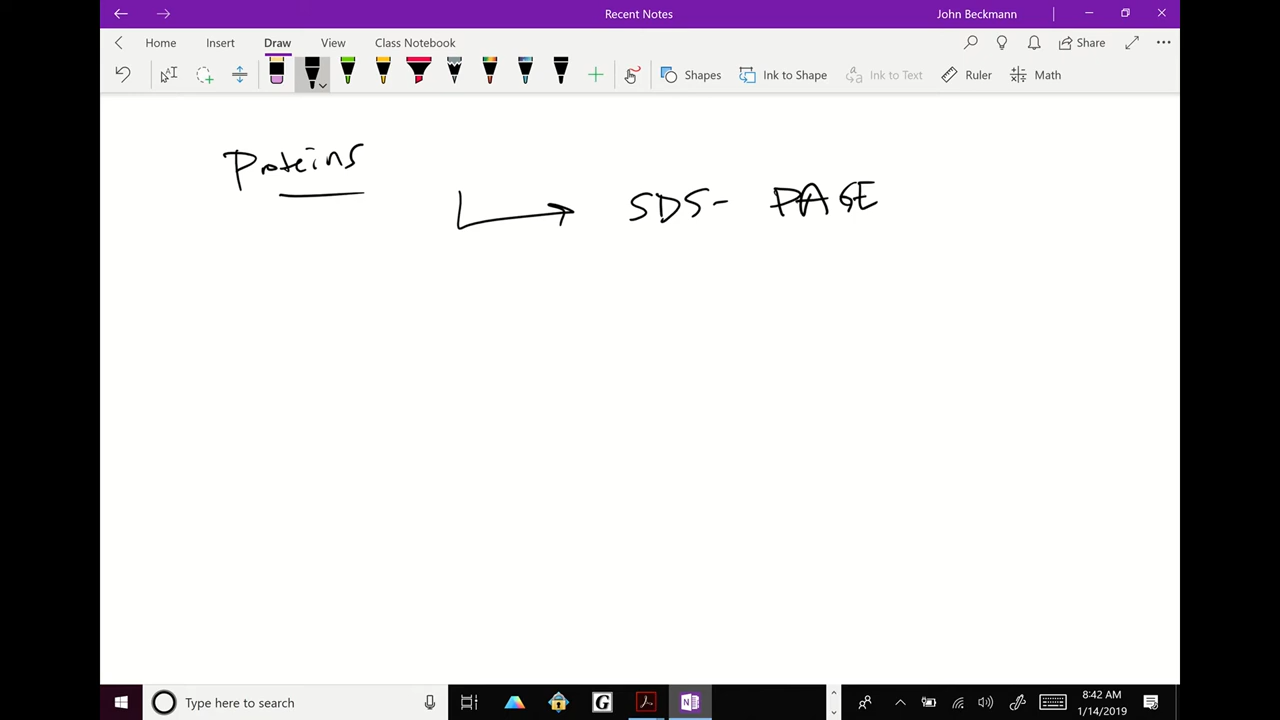 Recent Notes
John Beckmann
Home Insert Draw View Class Notebook
Share
Shapes Ink to Shape Ink to Text Ruler Math
Proteins
SDS- PAGE
Type here to search
G
N
8:42 AM
1/14/2019